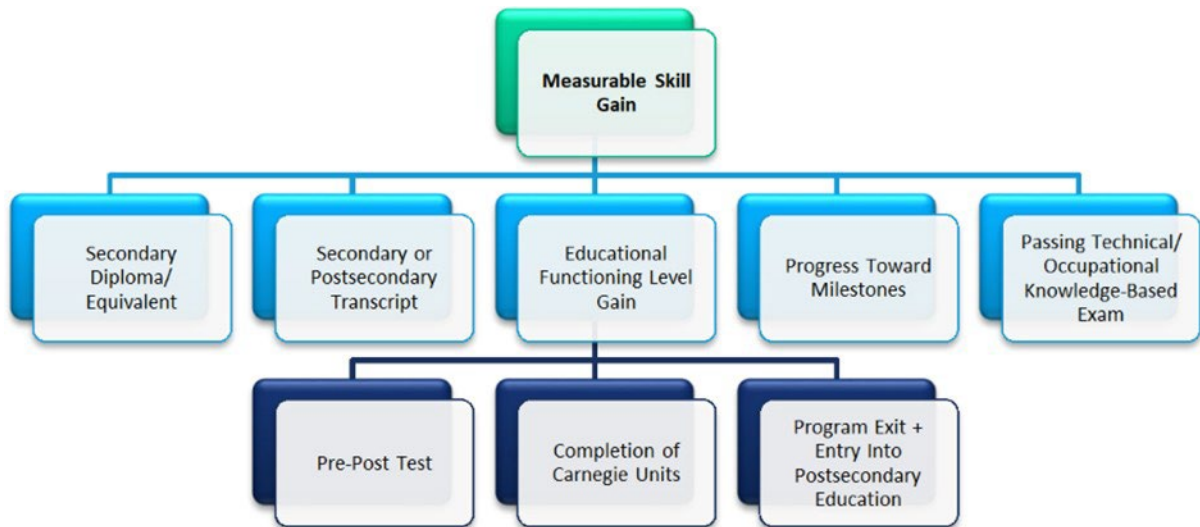 Measurable Skill
Gain
Secondary
Diploma/
Equivalent
Secondary or
Postsecondary
Transcript
Educational
Functioning Level
Gain
Progress Toward
Milestones
Passing Technical/
Occupational
Knowledge-Based
Exam
Pre-Post Test
Completion of
Carnegie Units
Program Exit +
Entry Into
Postsecondary
Education